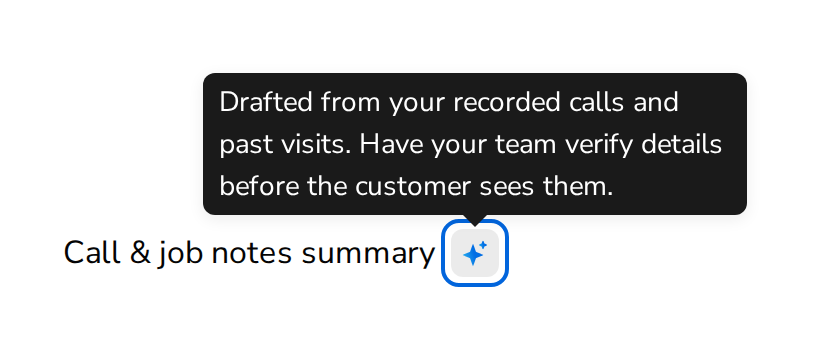 Drafted from your recorded calls and
past visits. Have your team verify details
before the customer sees them.
Call & job notes summary